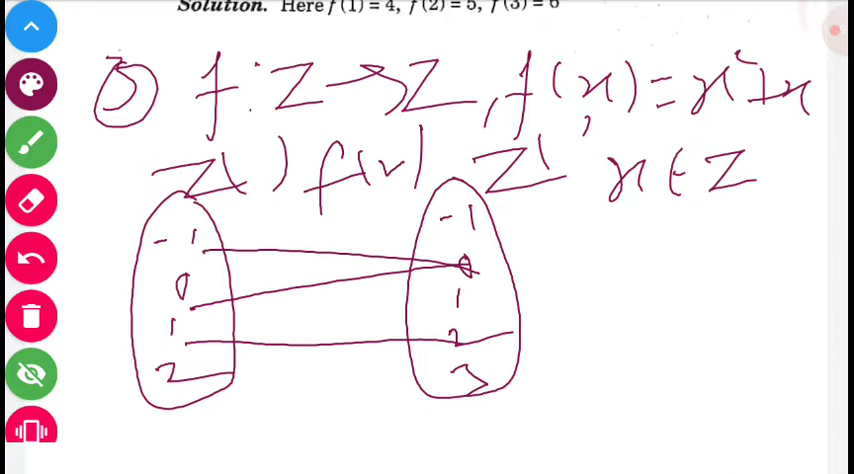 Solution. Here f (1) = 4, f (2) = 5, f (3) = 6
③ f: Z→Z, f(x) = x²+x,
Z( ) f(x) Z' x ∈ Z
-1 -1
0 0
1 1
2 2
3